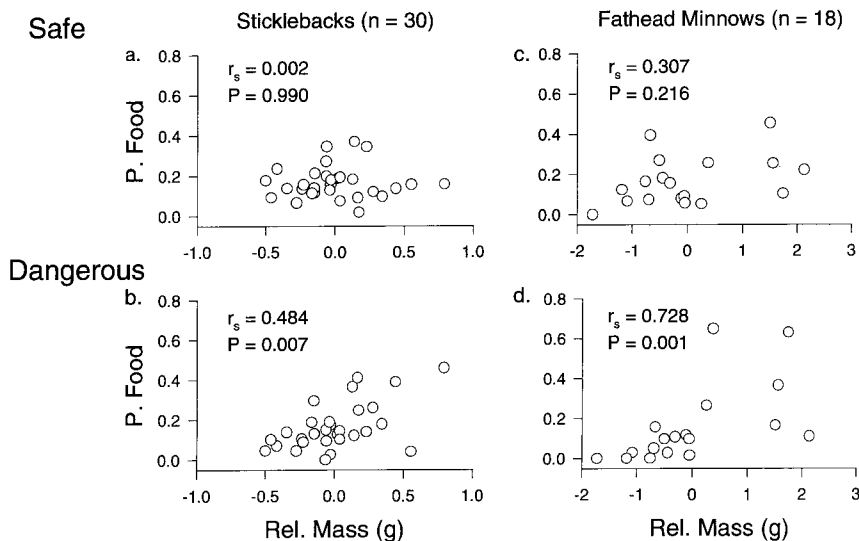 Safe
Sticklebacks (n = 30)
Fathead Minnows (n = 18)
a.
r_s = 0.002
P = 0.990
P. Food
0.8
0.6
0.4
0.2
0.0
-1.0 -0.5 0.0 0.5 1.0
c.
r_s = 0.307
P = 0.216
0.8
0.6
0.4
0.2
0.0
-2 -1 0 1 2 3
Dangerous
b.
r_s = 0.484
P = 0.007
P. Food
0.8
0.6
0.4
0.2
0.0
-1.0 -0.5 0.0 0.5 1.0
Rel. Mass (g)
d.
r_s = 0.728
P = 0.001
0.8
0.6
0.4
0.2
0.0
-2 -1 0 1 2 3
Rel. Mass (g)